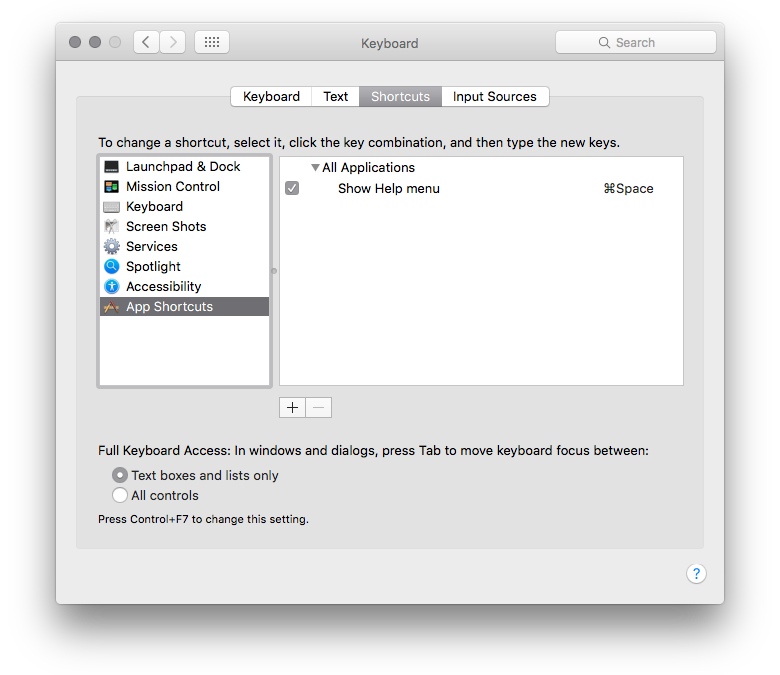 Keyboard
Search
Keyboard Text Shortcuts Input Sources
To change a shortcut, select it, click the key combination, and then type the new keys.
Launchpad & Dock
Mission Control
Keyboard
Screen Shots
Services
Spotlight
Accessibility
App Shortcuts
All Applications
Show Help menu ⌘Space
Full Keyboard Access: In windows and dialogs, press Tab to move keyboard focus between:
Text boxes and lists only
All controls
Press Control+F7 to change this setting.
?